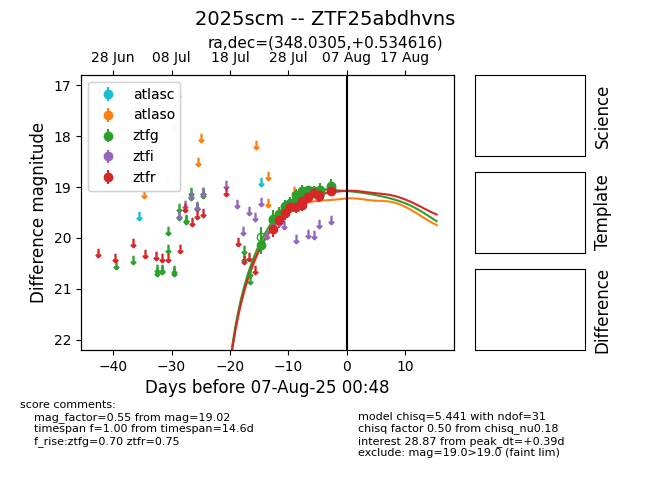 2025scm -- ZTF25abdhvns
ra,dec=(348.0305,+0.534616)
28 Jun 08 Jul 18 Jul 28 Jul 07 Aug 17 Aug
17
18
19
20
21
22
Difference magnitude
atlasc
atlaso
ztfg
ztfi
ztfr
−40 −30 −20 −10 0 10
Days before 07-Aug-25 00:48
Science
Template
Difference
score comments:
mag_factor=0.55 from mag=19.02
timespan f=1.00 from timespan=14.6d
f_rise:ztfg=0.70 ztfr=0.75
model chisq=5.441 with ndof=31
chisq factor 0.50 from chisq_nu0.18
interest 28.87 from peak_dt=+0.39d
exclude: mag=19.0>19.0 (faint lim)